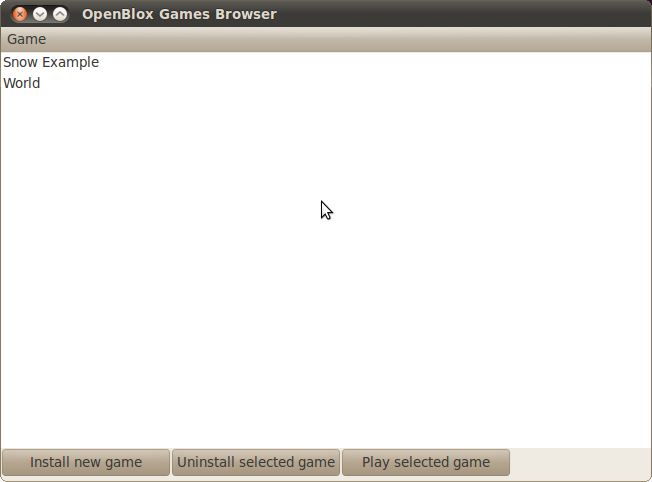 OpenBlox Games Browser
Game
Snow Example
World
Install new game Uninstall selected game Play selected game